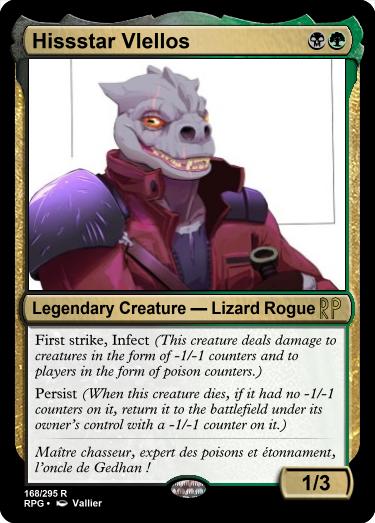 Hissstar Vlellos
Legendary Creature — Lizard Rogue RP
First strike, Infect (This creature deals damage to
creatures in the form of -1/-1 counters and to
players in the form of poison counters.)
Persist (When this creature dies, if it had no -1/-1
counters on it, return it to the battlefield under its
owner's control with a -1/-1 counter on it.)
Maître chasseur, expert des poisons et étonnament,
l'oncle de Gedhan !
1/3
168/295 R
RPG • Vallier